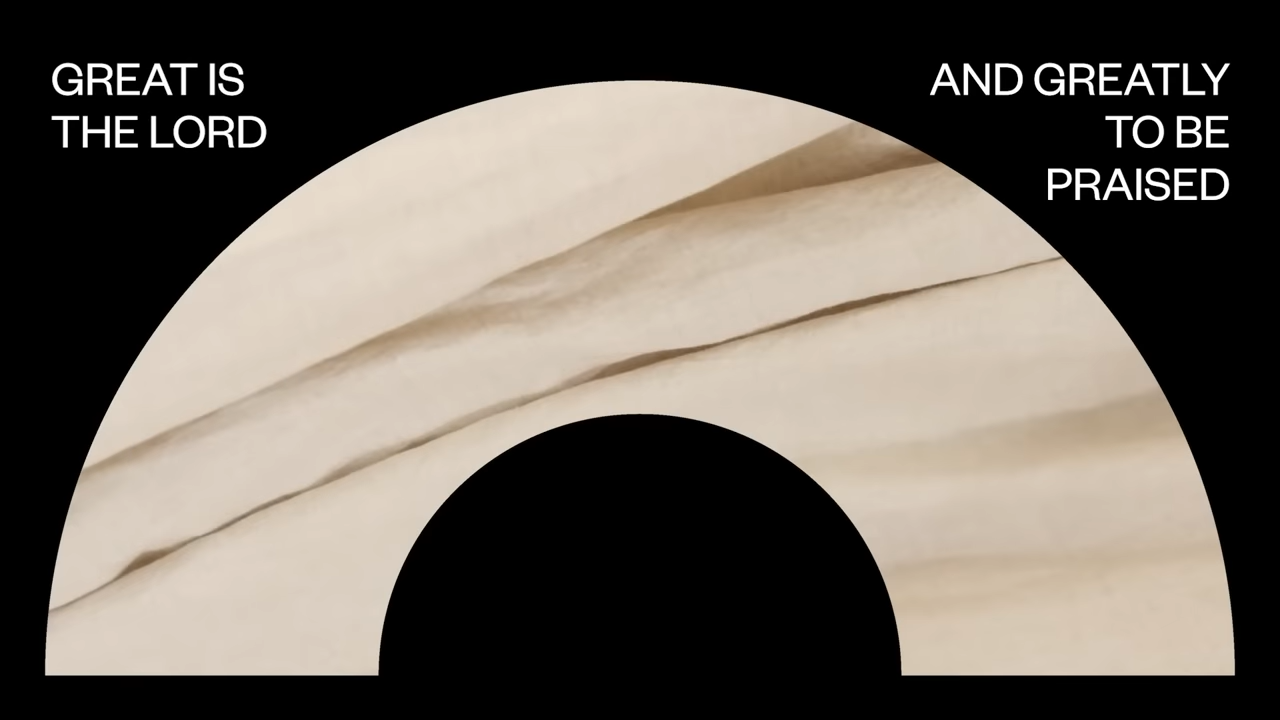 GREAT IS
THE LORD
AND GREATLY
TO BE
PRAISED